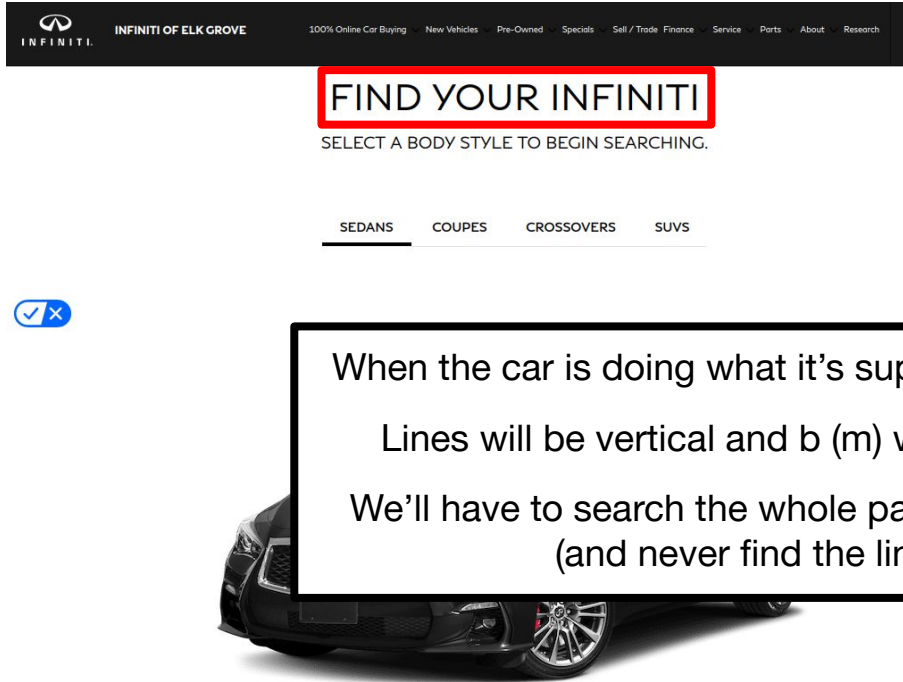 INFINITI.
INFINITI OF ELK GROVE
100% Online Car Buying New Vehicles Pre-Owned Specials Sell / Trade Finance Service Parts About Research
FIND YOUR INFINITI
SELECT A BODY STYLE TO BEGIN SEARCHING.
SEDANS COUPES CROSSOVERS SUVS
When the car is doing what it's
Lines will be vertical and b (m)
We'll have to search the whole
(and never find the